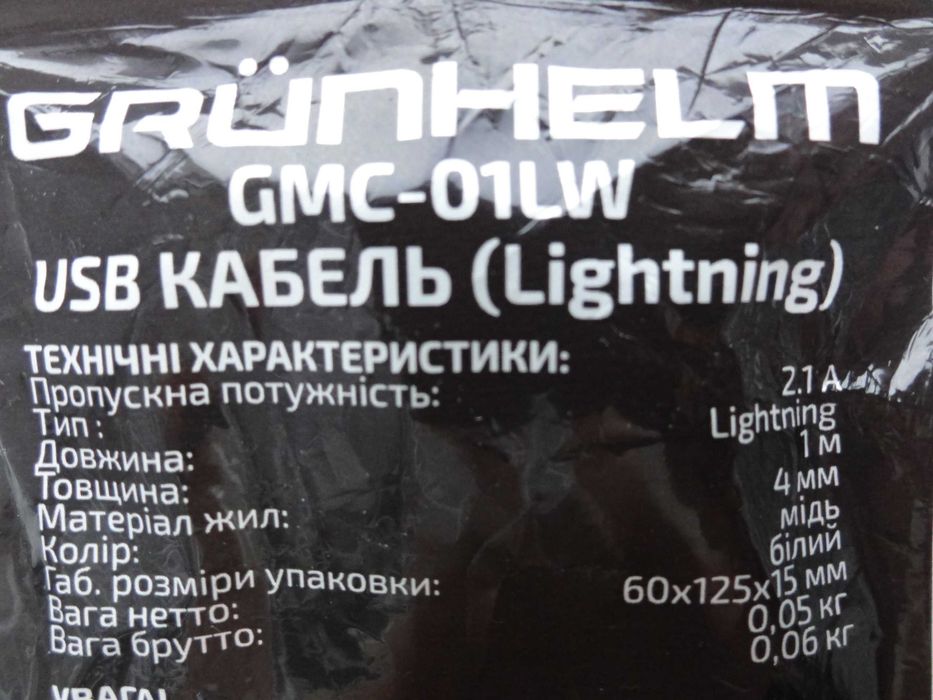 GRÜNHELM
GMC-01LW
USB КАБЕЛЬ (Lightning)
ТЕХНІЧНІ ХАРАКТЕРИСТИКИ:
Пропускна потужність: 2.1 А
Тип : Lightning
Довжина: 1 м
Товщина: 4 мм
Матеріал жил: мідь
Колір: білий
Габ. розміри упаковки: 60х125х15 мм
Вага нетто: 0,05 кг
Вага брутто: 0,06 кг
УВАГА!